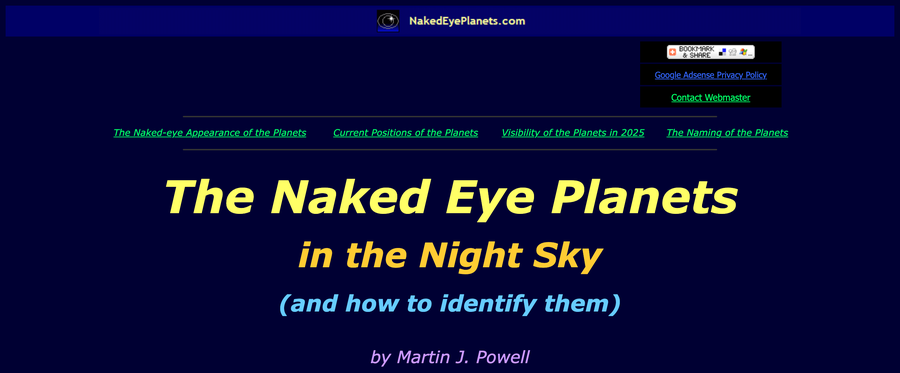 NakedEyePlanets.com
BOOKMARK
& SHARE
Google Adsense Privacy Policy
Contact Webmaster
The Naked-eye Appearance of the Planets Current Positions of the Planets Visibility of the Planets in 2025 The Naming of the Planets
The Naked Eye Planets
in the Night Sky
(and how to identify them)
by Martin J. Powell